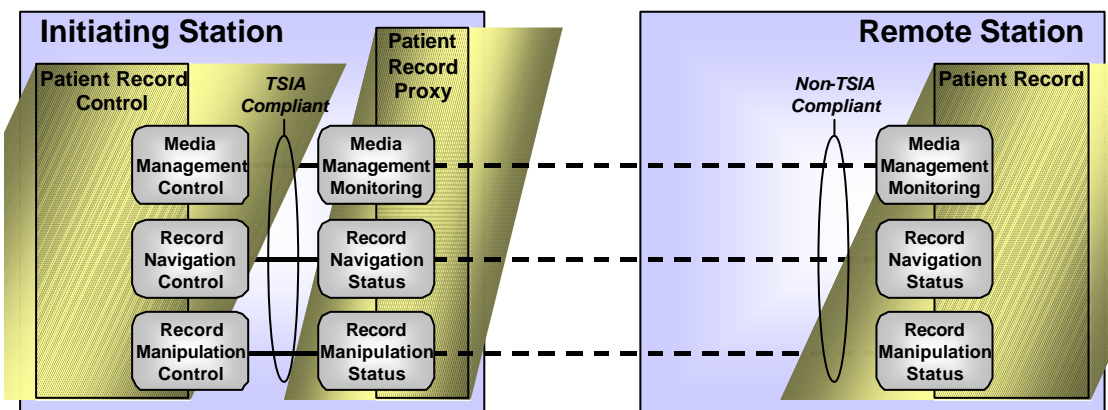 Initiating Station
Patient Record
Control
TSIA
Compliant
Patient
Record
Proxy
Media
Management
Control
Media
Management
Monitoring
Record
Navigation
Control
Record
Navigation
Status
Record
Manipulation
Control
Record
Manipulation
Status
Remote Station
Non-TSIA
Compliant
Patient Record
Media
Management
Monitoring
Record
Navigation
Status
Record
Manipulation
Status